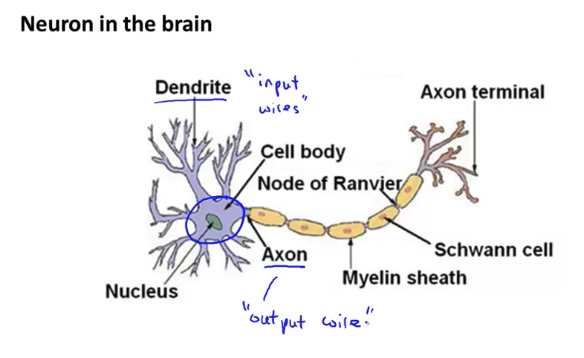 Neuron in the brain
Dendrite
"input
wires"
Axon terminal
Cell body
Node of Ranvier
Axon
Schwann cell
Myelin sheath
Nucleus
"output wire"